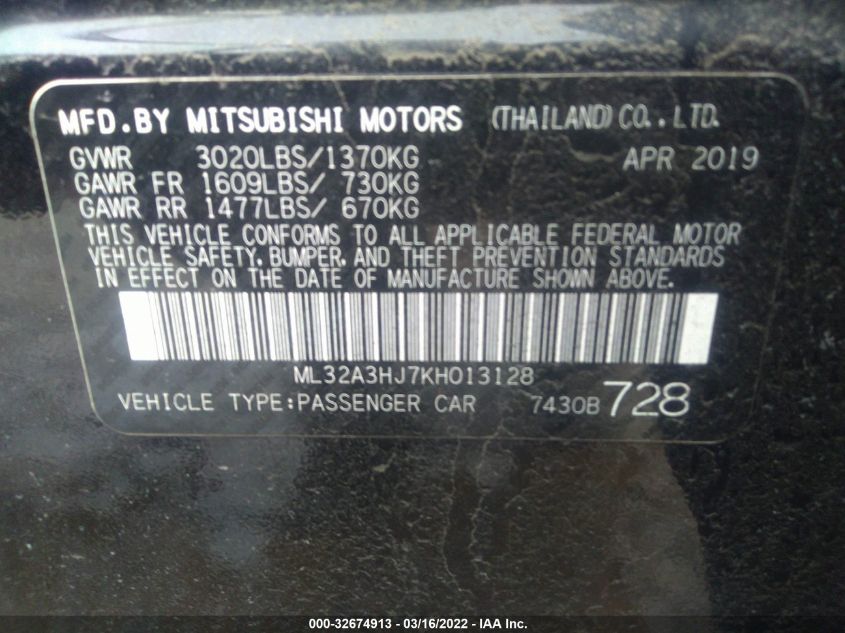 MFD.BY MITSUBISHI MOTORS (THAILAND) CO.,LTD.
GVWR 3020LBS/1370KG APR 2019
GAWR FR 1609LBS/ 730KG
GAWR RR 1477LBS/ 670KG
THIS VEHICLE CONFORMS TO ALL APPLICABLE FEDERAL MOTOR
VEHICLE SAFETY, BUMPER, AND THEFT PREVENTION STANDARDS
IN EFFECT ON THE DATE OF MANUFACTURE SHOWN ABOVE.
ML32A3HJ7KH013128
VEHICLE TYPE:PASSENGER CAR 7430B 728
000-32674913 - 03/16/2022 - IAA Inc.